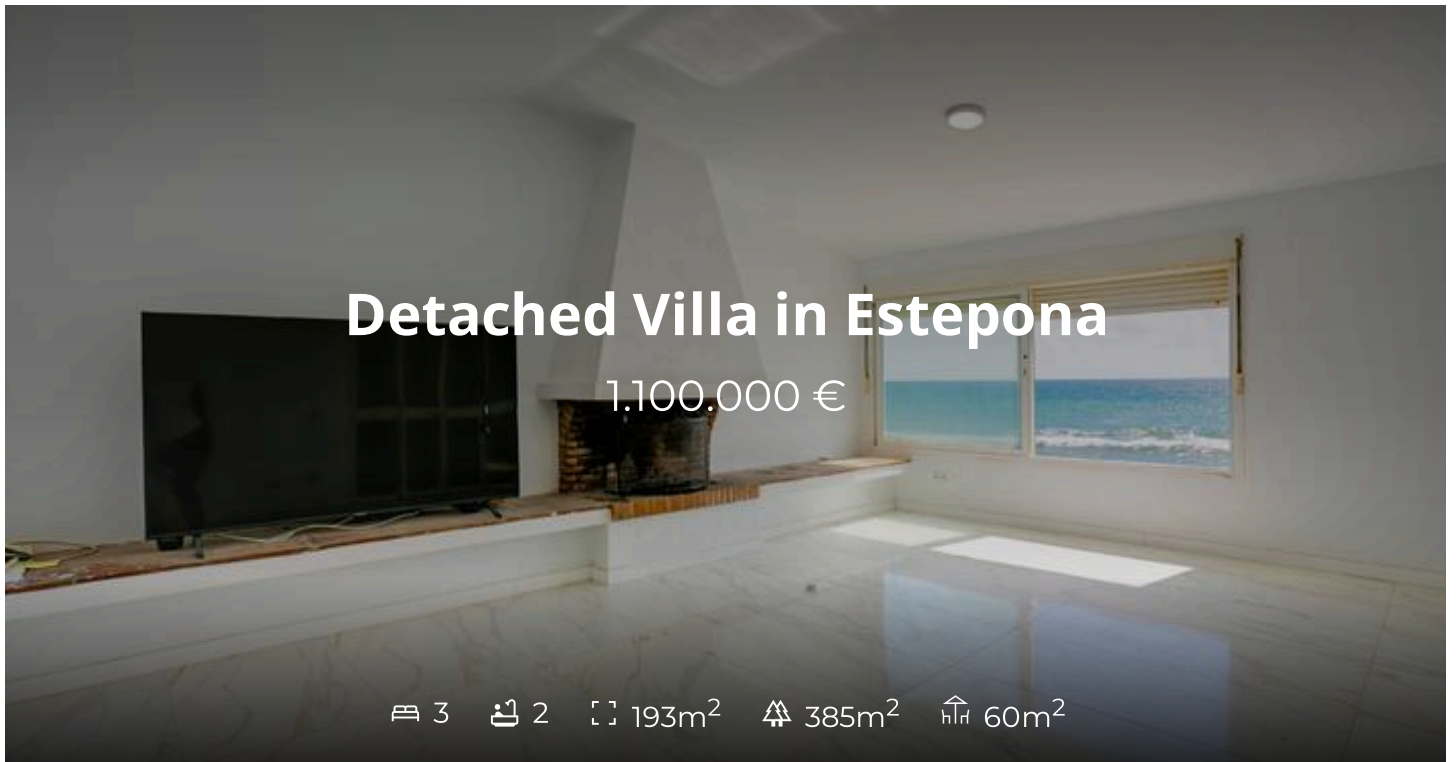 Detached Villa in Estepona
1.100.000 €
3 2 193m² 385m² 60m²